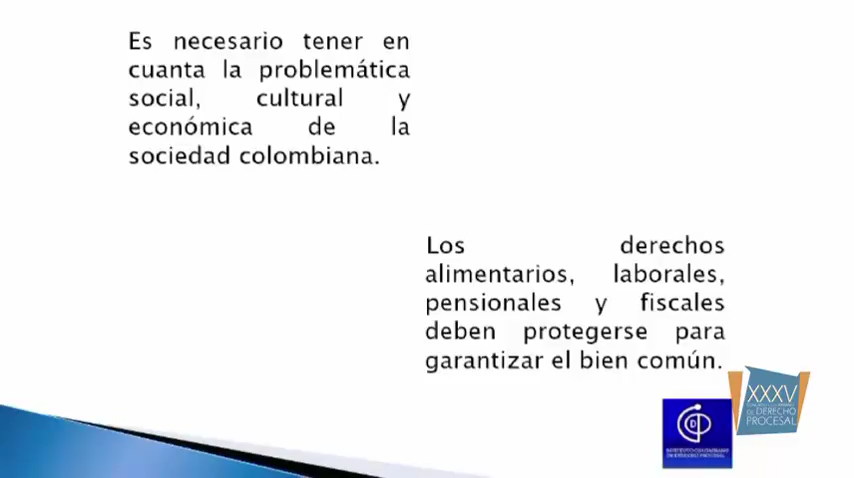 Es necesario tener en
cuanta la problemática
social, cultural y
económica de la
sociedad colombiana.
Los derechos
alimentarios, laborales,
pensionales y fiscales
deben protegerse para
garantizar el bien común.
XXXV
DE DERECHO
PROCESAL